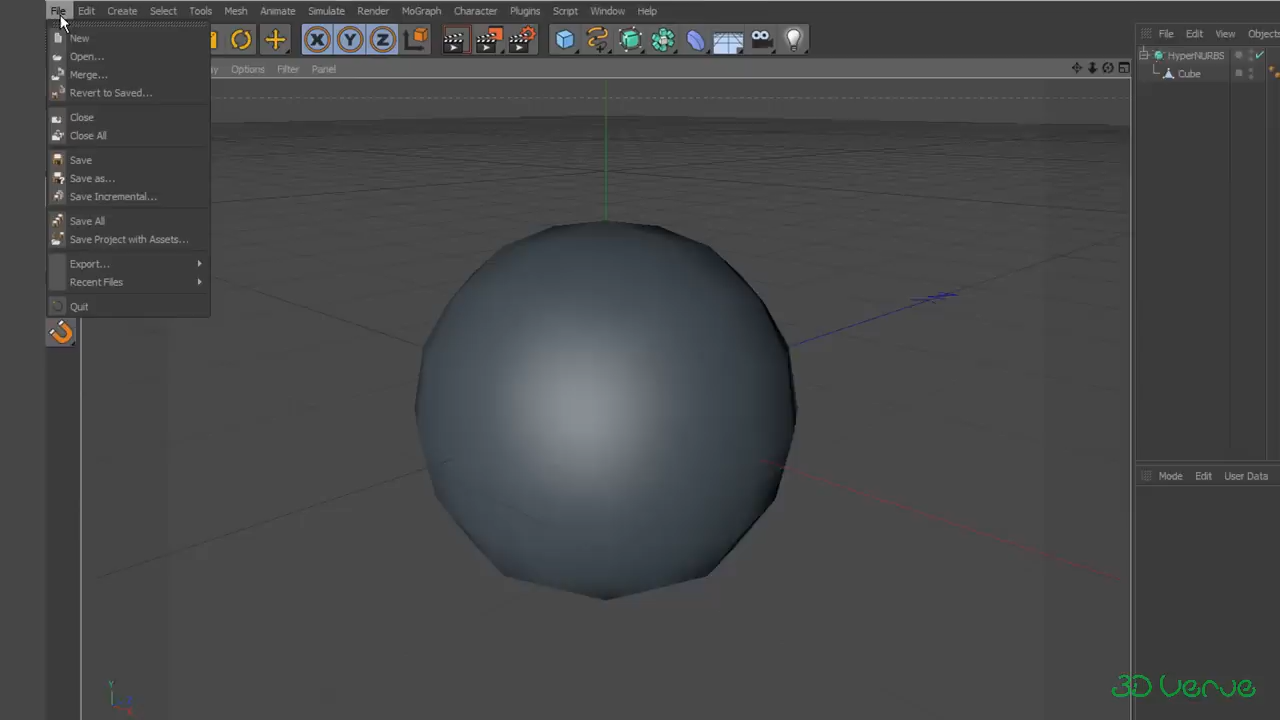 File Edit Create Select Tools Mesh Animate Simulate Render MoGraph Character Plugins Script Window Help
New
Open...
Merge...
Revert to Saved...
Close
Close All
Save
Save as...
Save Incremental...
Save All
Save Project with Assets...
Export...
Recent Files
Quit
Options Filter Panel
X Y Z
File Edit View Objects
HyperNURBS
Cube
Mode Edit User Data
Y
3D Verve